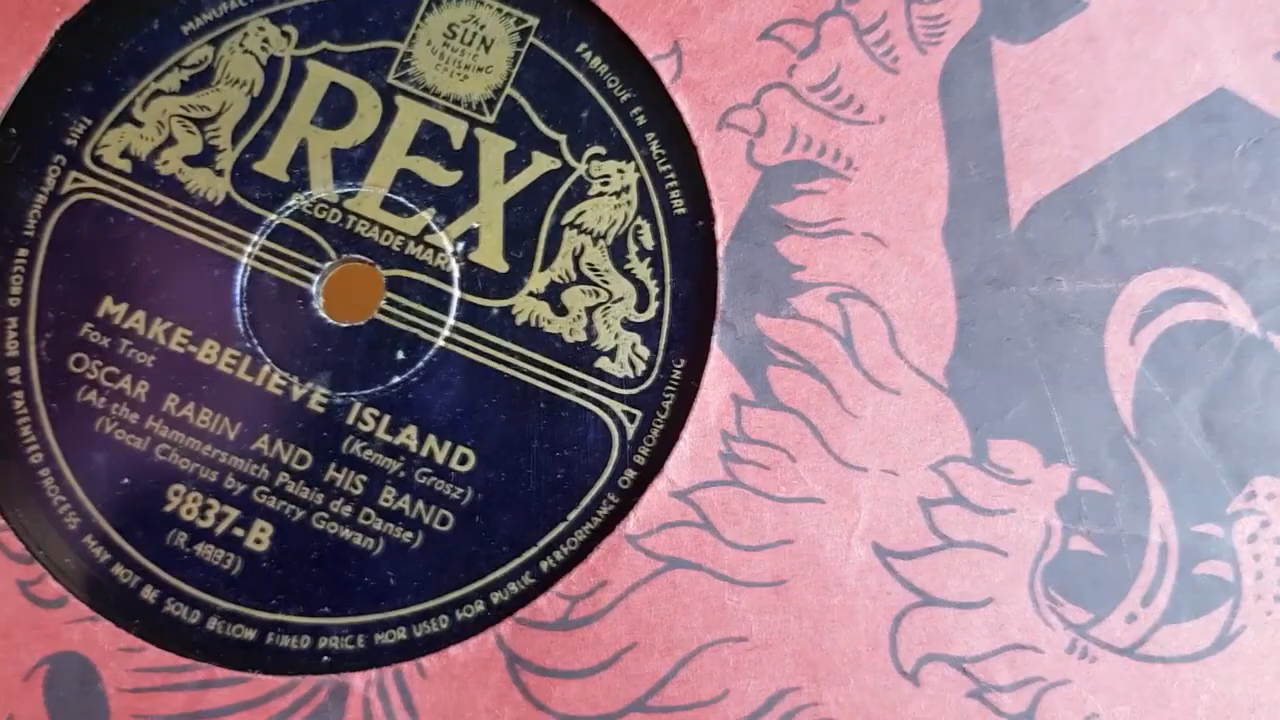 The
SUN
MUSIC
PUBLISHING
CO LTD
REX
REGD. TRADE MARK
FABRIQUÉ EN ANGLETERRE
MAKE-BELIEVE ISLAND
Fox Trot
(Kenny, Grosz)
OSCAR RABIN AND HIS BAND
(At the Hammersmith Palais de Danse)
(Vocal Chorus by Garry Gowan)
9837-B
(R.4883)
THIS COPYRIGHT RECORD MADE BY PATENTED PROCESS MAY NOT BE SOLD BELOW FIXED PRICE NOR USED FOR PUBLIC PERFORMANCE OR BROADCASTING